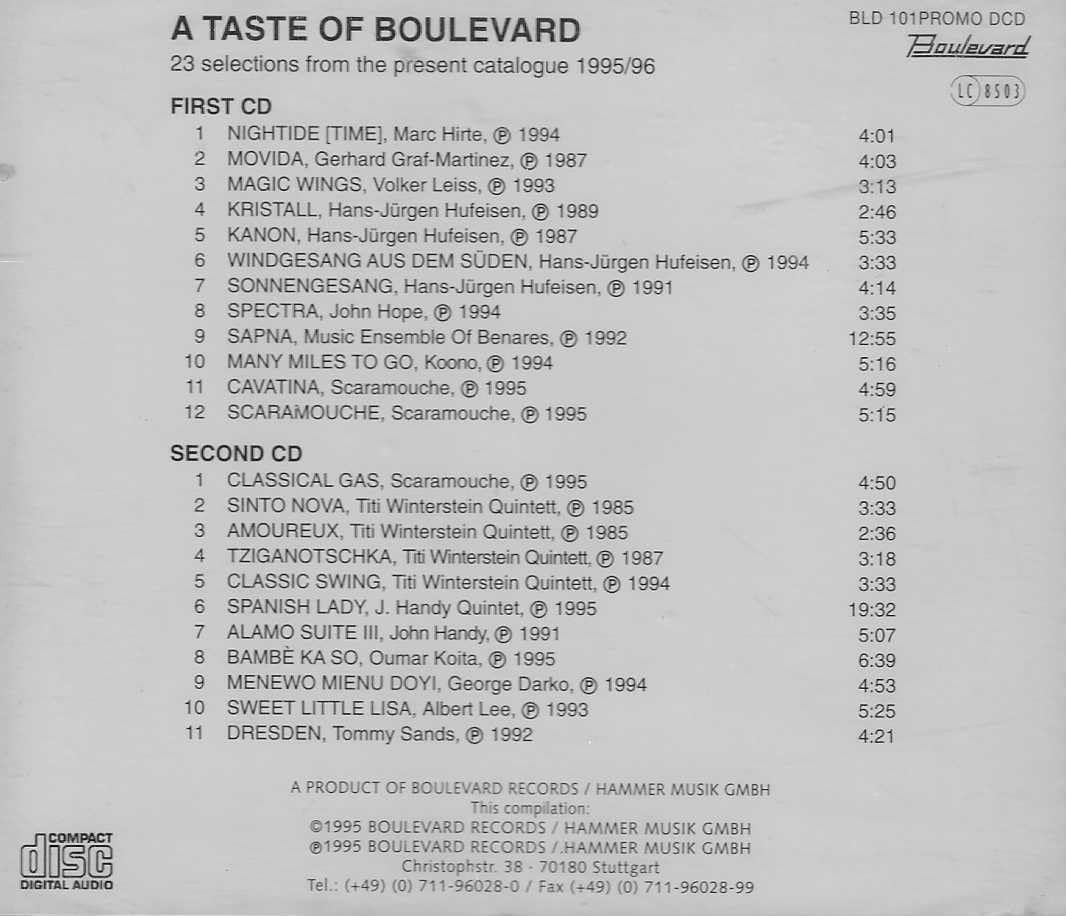 A TASTE OF BOULEVARD
BLD 101PROMO DCD
Boulevard
23 selections from the present catalogue 1995/96
LC 8503
FIRST CD
1 NIGHTIDE [TIME], Marc Hirte, ℗ 1994 4:01
2 MOVIDA, Gerhard Graf-Martinez, ℗ 1987 4:03
3 MAGIC WINGS, Volker Leiss, ℗ 1993 3:13
4 KRISTALL, Hans-Jürgen Hufeisen, ℗ 1989 2:46
5 KANON, Hans-Jürgen Hufeisen, ℗ 1987 5:33
6 WINDGESANG AUS DEM SÜDEN, Hans-Jürgen Hufeisen, ℗ 1994 3:33
7 SONNENGESANG, Hans-Jürgen Hufeisen, ℗ 1991 4:14
8 SPECTRA, John Hope, ℗ 1994 3:35
9 SAPNA, Music Ensemble Of Benares, ℗ 1992 12:55
10 MANY MILES TO GO, Koono, ℗ 1994 5:16
11 CAVATINA, Scaramouche, ℗ 1995 4:59
12 SCARAMOUCHE, Scaramouche, ℗ 1995 5:15
SECOND CD
1 CLASSICAL GAS, Scaramouche, ℗ 1995 4:50
2 SINTO NOVA, Titi Winterstein Quintett, ℗ 1985 3:33
3 AMOUREUX, Titi Winterstein Quintett, ℗ 1985 2:36
4 TZIGANOTSCHKA, Titi Winterstein Quintett, ℗ 1987 3:18
5 CLASSIC SWING, Titi Winterstein Quintett, ℗ 1994 3:33
6 SPANISH LADY, J. Handy Quintet, ℗ 1995 19:32
7 ALAMO SUITE III, John Handy, ℗ 1991 5:07
8 BAMBÈ KA SO, Oumar Koita, ℗ 1995 6:39
9 MENEWO MIENU DOYI, George Darko, ℗ 1994 4:53
10 SWEET LITTLE LISA, Albert Lee, ℗ 1993 5:25
11 DRESDEN, Tommy Sands, ℗ 1992 4:21
A PRODUCT OF BOULEVARD RECORDS / HAMMER MUSIK GMBH
This compilation:
©1995 BOULEVARD RECORDS / HAMMER MUSIK GMBH
℗1995 BOULEVARD RECORDS / HAMMER MUSIK GMBH
Christophstr. 38 - 70180 Stuttgart
Tel.: (+49) (0) 711-96028-0 / Fax (+49) (0) 711-96028-99
COMPACT
disc
DIGITAL AUDIO